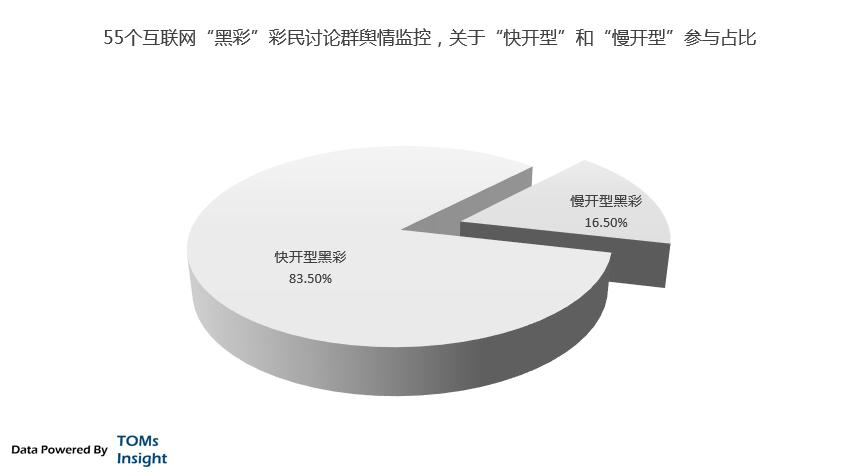 55个互联网“黑彩”彩民讨论群舆情监控，关于“快开型”和“慢开型”参与占比
慢开型黑彩
16.50%
快开型黑彩
83.50%
Data Powered By TOMs Insight